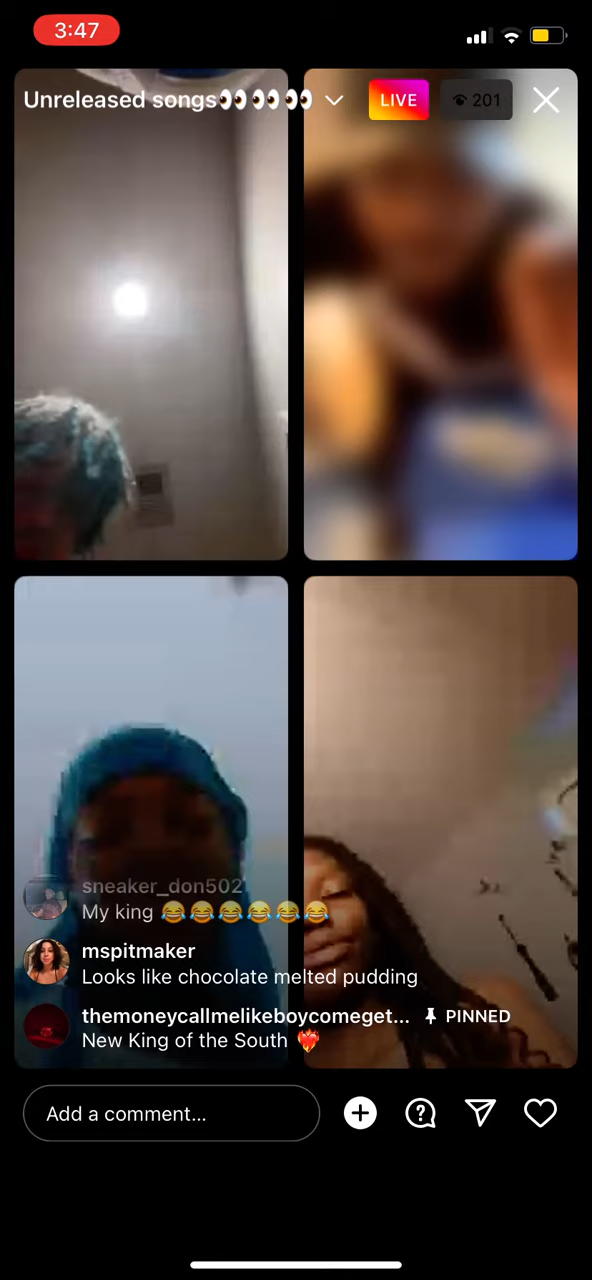 3:47
Unreleased songs👀👀👀👀
LIVE
201
sneaker_don502
My king 😂😂😂😂😂😂
mspitmaker
Looks like chocolate melted pudding
themoneycallmelikeboycomeget... PINNED
New King of the South ❤️‍🔥
Add a comment...